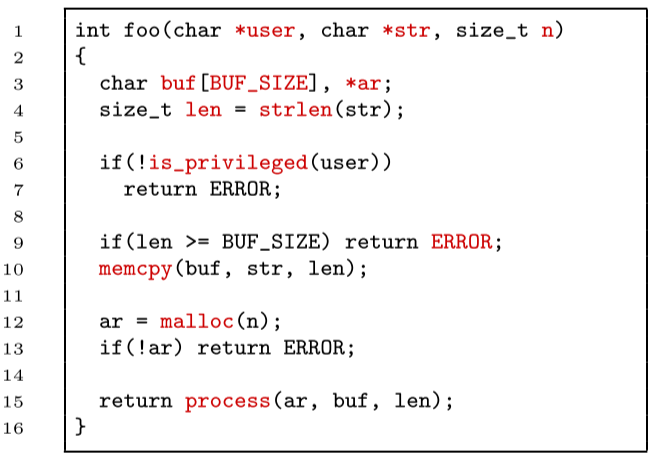 1 int foo(char *user, char *str, size_t n)
2 {
3 char buf[BUF_SIZE], *ar;
4 size_t len = strlen(str);
5
6 if(!is_privileged(user))
7 return ERROR;
8
9 if(len >= BUF_SIZE) return ERROR;
10 memcpy(buf, str, len);
11
12 ar = malloc(n);
13 if(!ar) return ERROR;
14
15 return process(ar, buf, len);
16 }